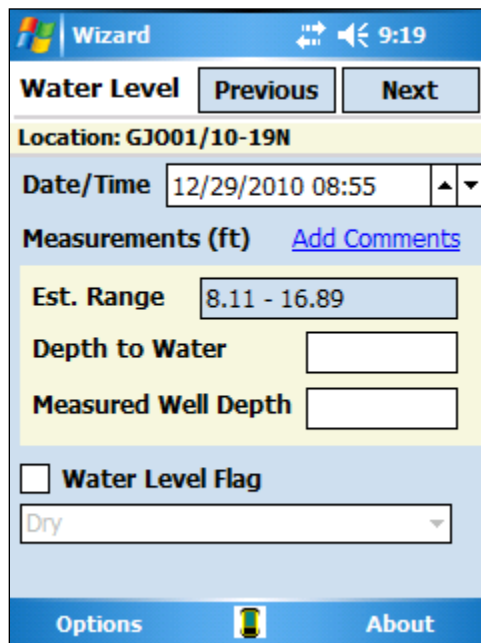 Wizard 9:19
Water Level Previous Next
Location: GJO01/10-19N
Date/Time 12/29/2010 08:55
Measurements (ft) Add Comments
Est. Range 8.11 - 16.89
Depth to Water
Measured Well Depth
Water Level Flag
Dry
Options About